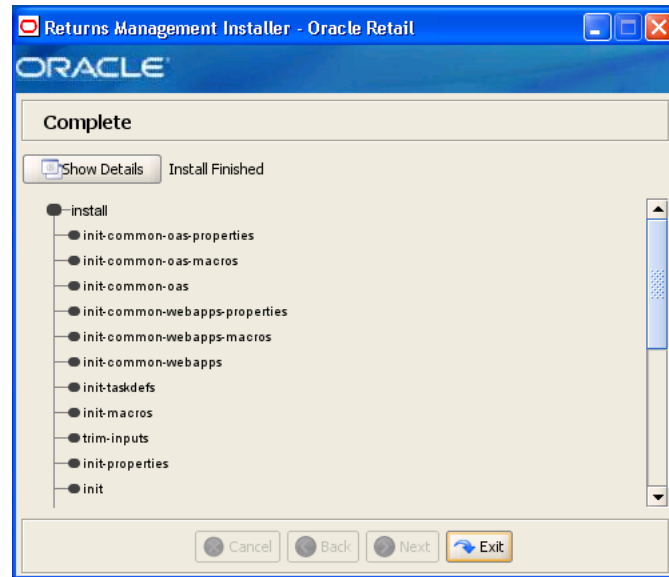 Returns Management Installer - Oracle Retail
ORACLE
Complete
Show Details Install Finished
install
init-common-oas-properties
init-common-oas-macros
init-common-oas
init-common-webapps-properties
init-common-webapps-macros
init-common-webapps
init-taskdefs
init-macros
trim-inputs
init-properties
init
Cancel Back Next Exit